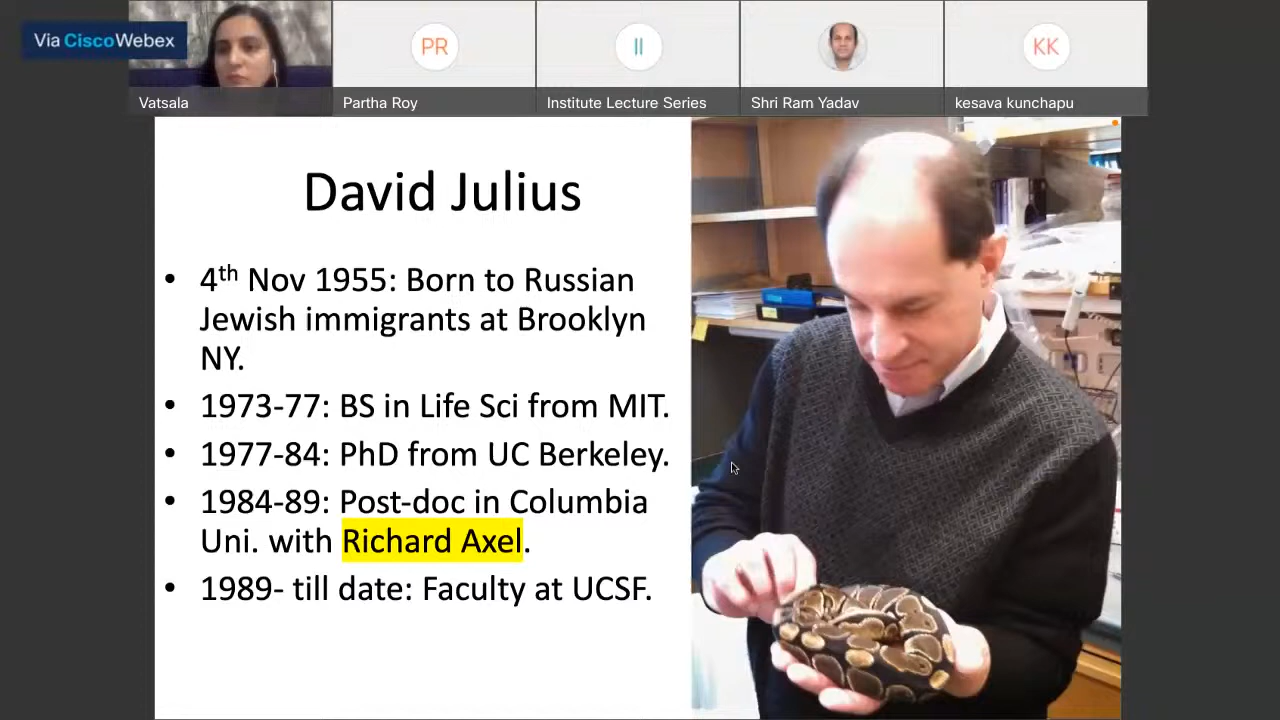 Via CiscoWebex
PR
II
KK
Vatsala
Partha Roy
Institute Lecture Series
Shri Ram Yadav
kesava kunchapu
David Julius
• 4th Nov 1955: Born to Russian
Jewish immigrants at Brooklyn
NY.
• 1973-77: BS in Life Sci from MIT.
• 1977-84: PhD from UC Berkeley.
• 1984-89: Post-doc in Columbia
Uni. with Richard Axel.
• 1989- till date: Faculty at UCSF.